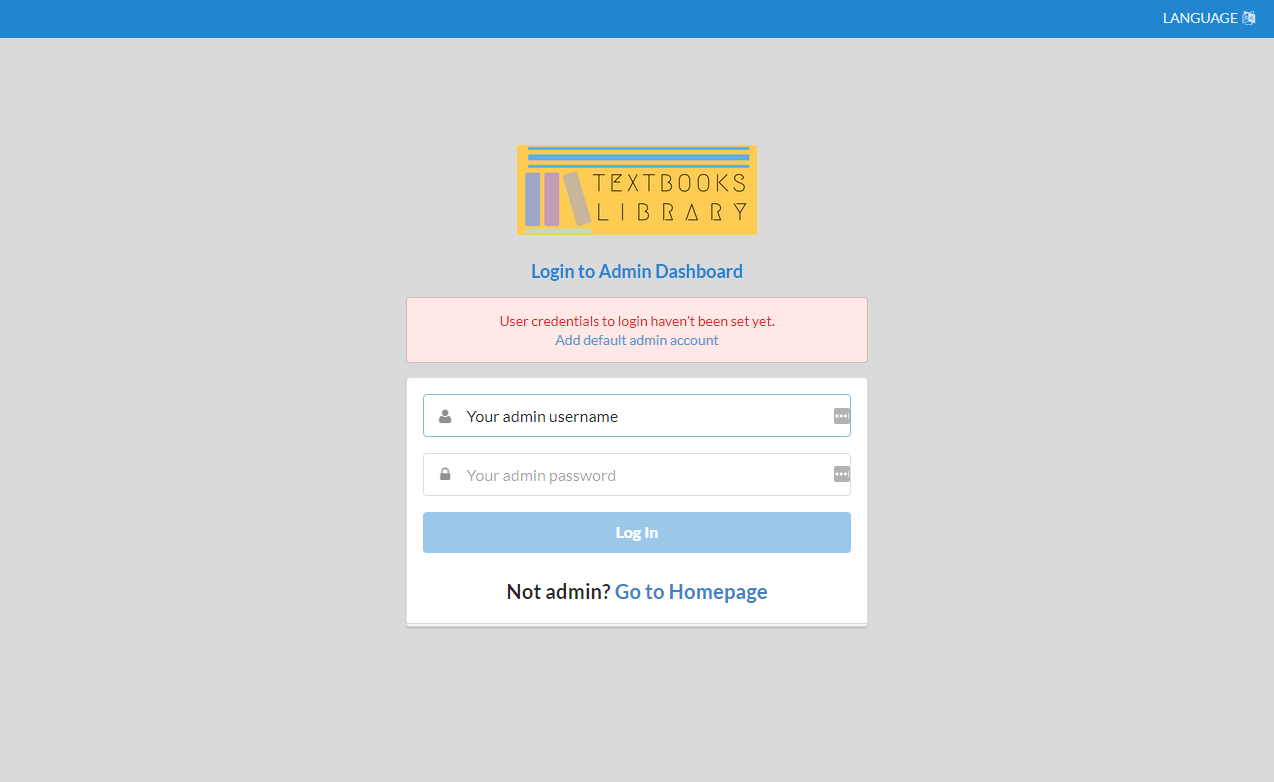 LANGUAGE
TEXTBOOKS
LIBRARY
Login to Admin Dashboard
User credentials to login haven't been set yet.
Add default admin account
Your admin username
Your admin password
Log In
Not admin? Go to Homepage